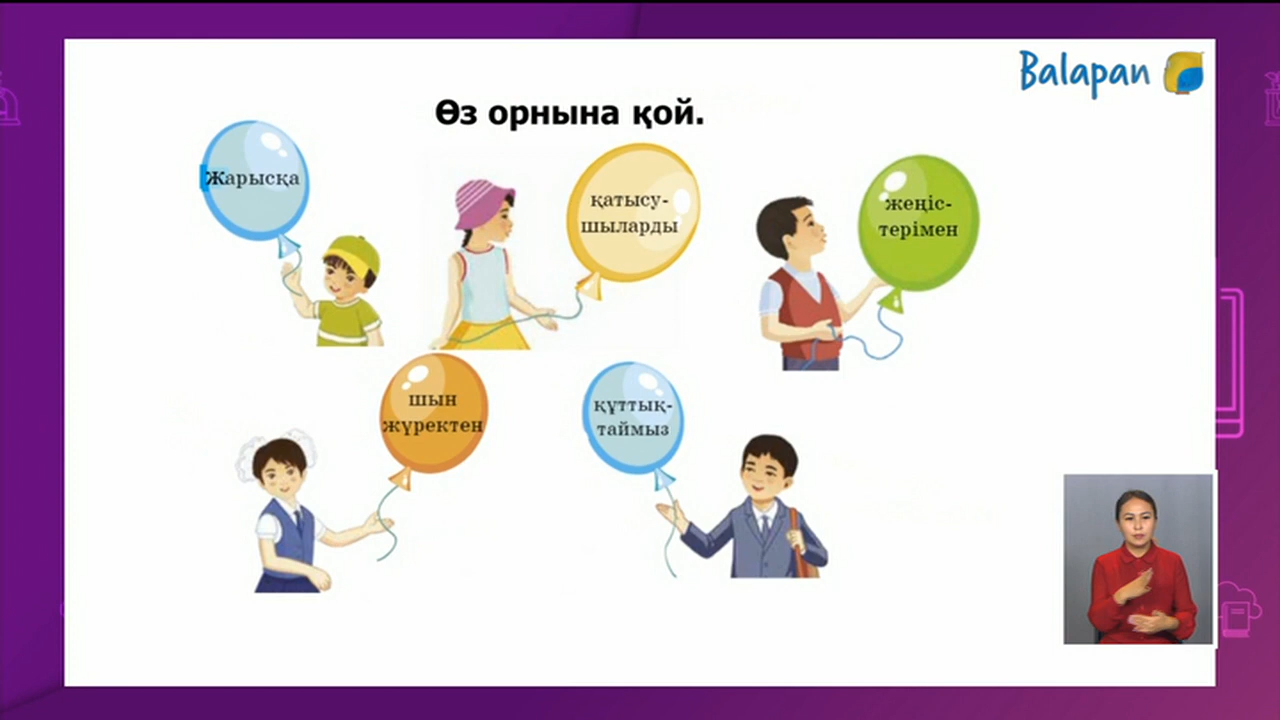 Balapan
Өз орнына қой.
Жарысқа
қатысу-
шыларды
жеңіс-
терімен
шын
жүректен
құттық-
таймыз